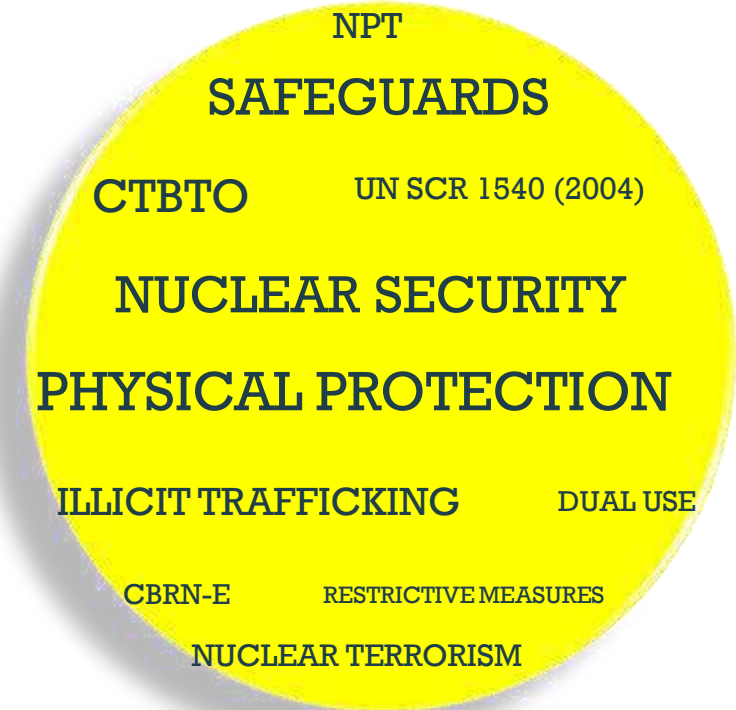 NPT
SAFEGUARDS
CTBTO UN SCR 1540 (2004)
NUCLEAR SECURITY
PHYSICAL PROTECTION
ILLICIT TRAFFICKING DUAL USE
CBRN-E RESTRICTIVE MEASURES
NUCLEAR TERRORISM